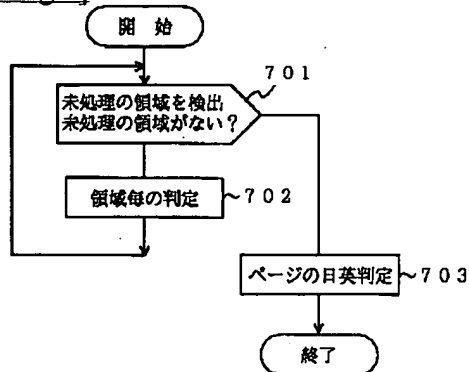 開 始
701
未処理の領域を検出
未処理の領域がない？
領域毎の判定
702
ページの日英判定
703
終了